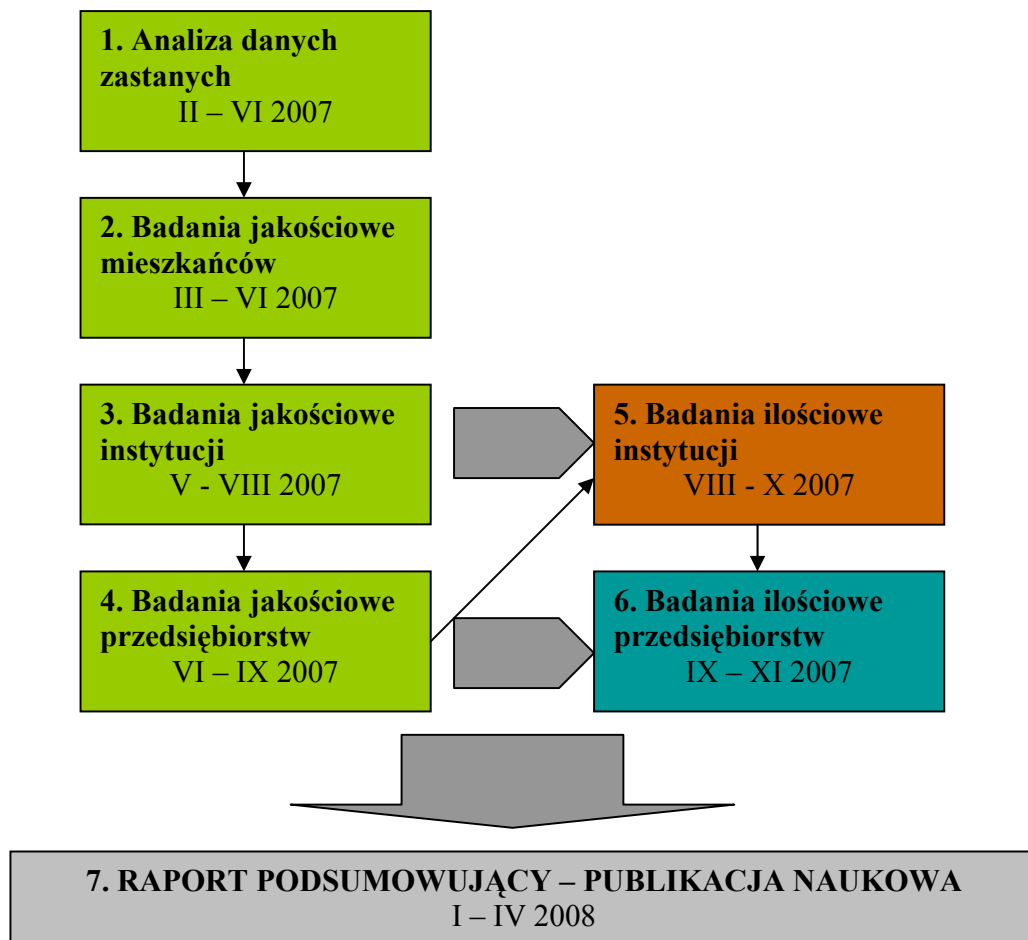 1. Analiza danych
zastanych
II – VI 2007
2. Badania jakościowe
mieszkańców
III – VI 2007
3. Badania jakościowe
instytucji
V - VIII 2007
4. Badania jakościowe
przedsiębiorstw
VI – IX 2007
5. Badania ilościowe
instytucji
VIII - X 2007
6. Badania ilościowe
przedsiębiorstw
IX – XI 2007
7. RAPORT PODSUMOWUJĄCY – PUBLIKACJA NAUKOWA
I – IV 2008